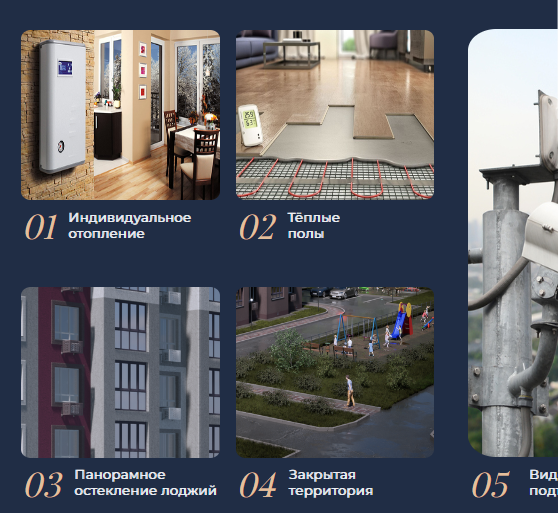 01 Индивидуальное
отопление
02 Тёплые
полы
03 Панорамное
остекление лоджий
04 Закрытая
территория
05